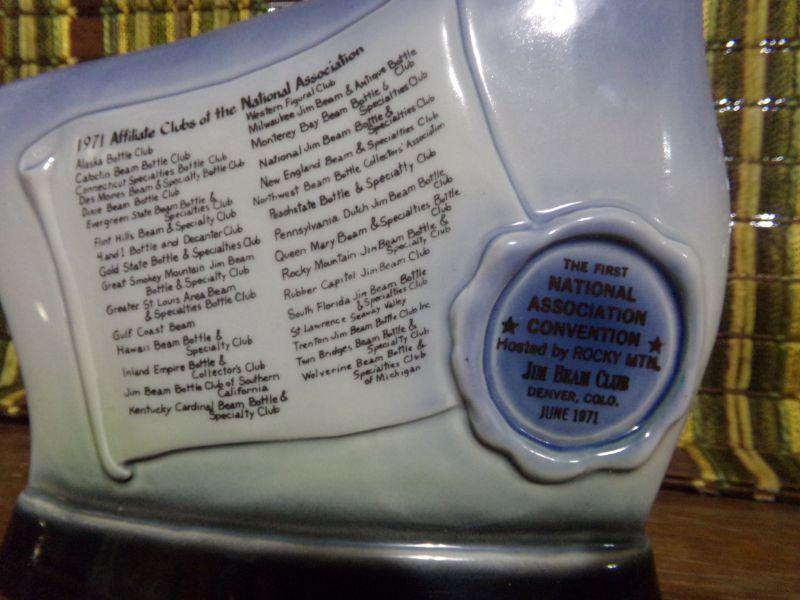 1971 Affiliate Clubs of the National Association
Alaska Bottle Club
Catoctin Beam Bottle Club
Connecticut Specialties Bottle Club
Des Moines Beam & Specialty Bottle Club
Dixie Beam Bottle Club
Evergreen State Beam Bottle &
Specialties Club
Flint Hills Beam & Specialty Club
4 and 1 Bottle and Decanter Club
Gold State Bottle & Specialties Club
Great Smokey Mountain Jim Beam
Bottle & Specialty Club
Greater St Louis Area Beam
& Specialties Bottle Club
Gulf Coast Beam
Hawaii Beam Bottle &
Specialty Club
Inland Empire Bottle &
Collector's Club
Jim Beam Bottle Club of Southern
California
Kentucky Cardinal Beam Bottle &
Specialty Club
Western Figural Club
Milwaukee Jim Beam & Antique Bottle
Club
Monterey Bay Beam Bottle &
Specialties Club
National Jim Beam Bottle &
Specialties Club
New England Beam & Specialties Club
Northwest Beam Bottle Collectors' Association
Peachstate Bottle & Specialty Club
Pennsylvania Dutch Jim Beam Bottle
Club
Queen Mary Beam & Specialties Bottle
Club
Rocky Mountain Jim Beam Bottle &
Specialty Club
Rubber Capitol Jim Beam Club
South Florida Jim Beam Bottle
& Specialties Club
St Lawrence Seaway Valley
Trenton Jim Beam Bottle Club Inc
Twin Bridges Beam Bottle &
Specialty Club
Wolverine Beam Bottle &
Specialties Club
of Michigan
THE FIRST
NATIONAL
ASSOCIATION
CONVENTION
Hosted by ROCKY MTN.
JIM BEAM CLUB
DENVER, COLO.
JUNE 1971